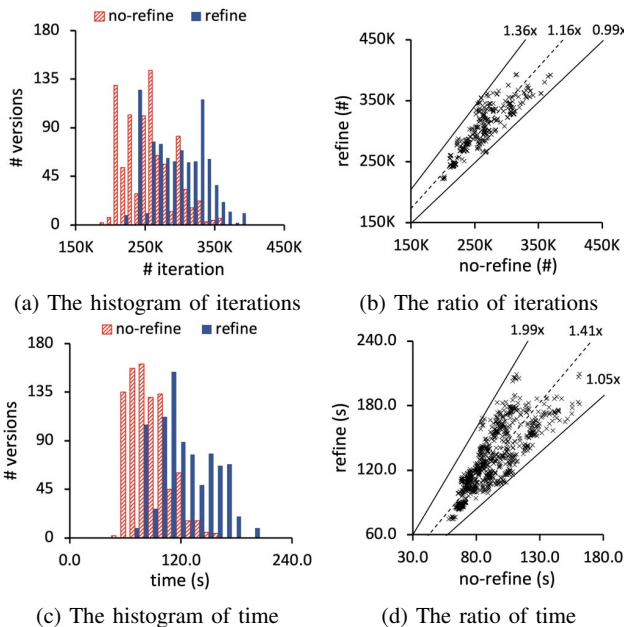 no-refine refine
180
135
90
45
0
# versions
150K 250K 350K 450K
# iteration
(a) The histogram of iterations
1.36x 1.16x 0.99x
450K
350K
250K
150K
refine (#)
150K 250K 350K 450K
no-refine (#)
(b) The ratio of iterations
no-refine refine
180
135
90
45
0
# versions
0.0 120.0 240.0
time (s)
(c) The histogram of time
1.99x 1.41x
1.05x
240.0
180.0
120.0
60.0
refine (s)
30.0 80.0 130.0 180.0
no-refine (s)
(d) The ratio of time